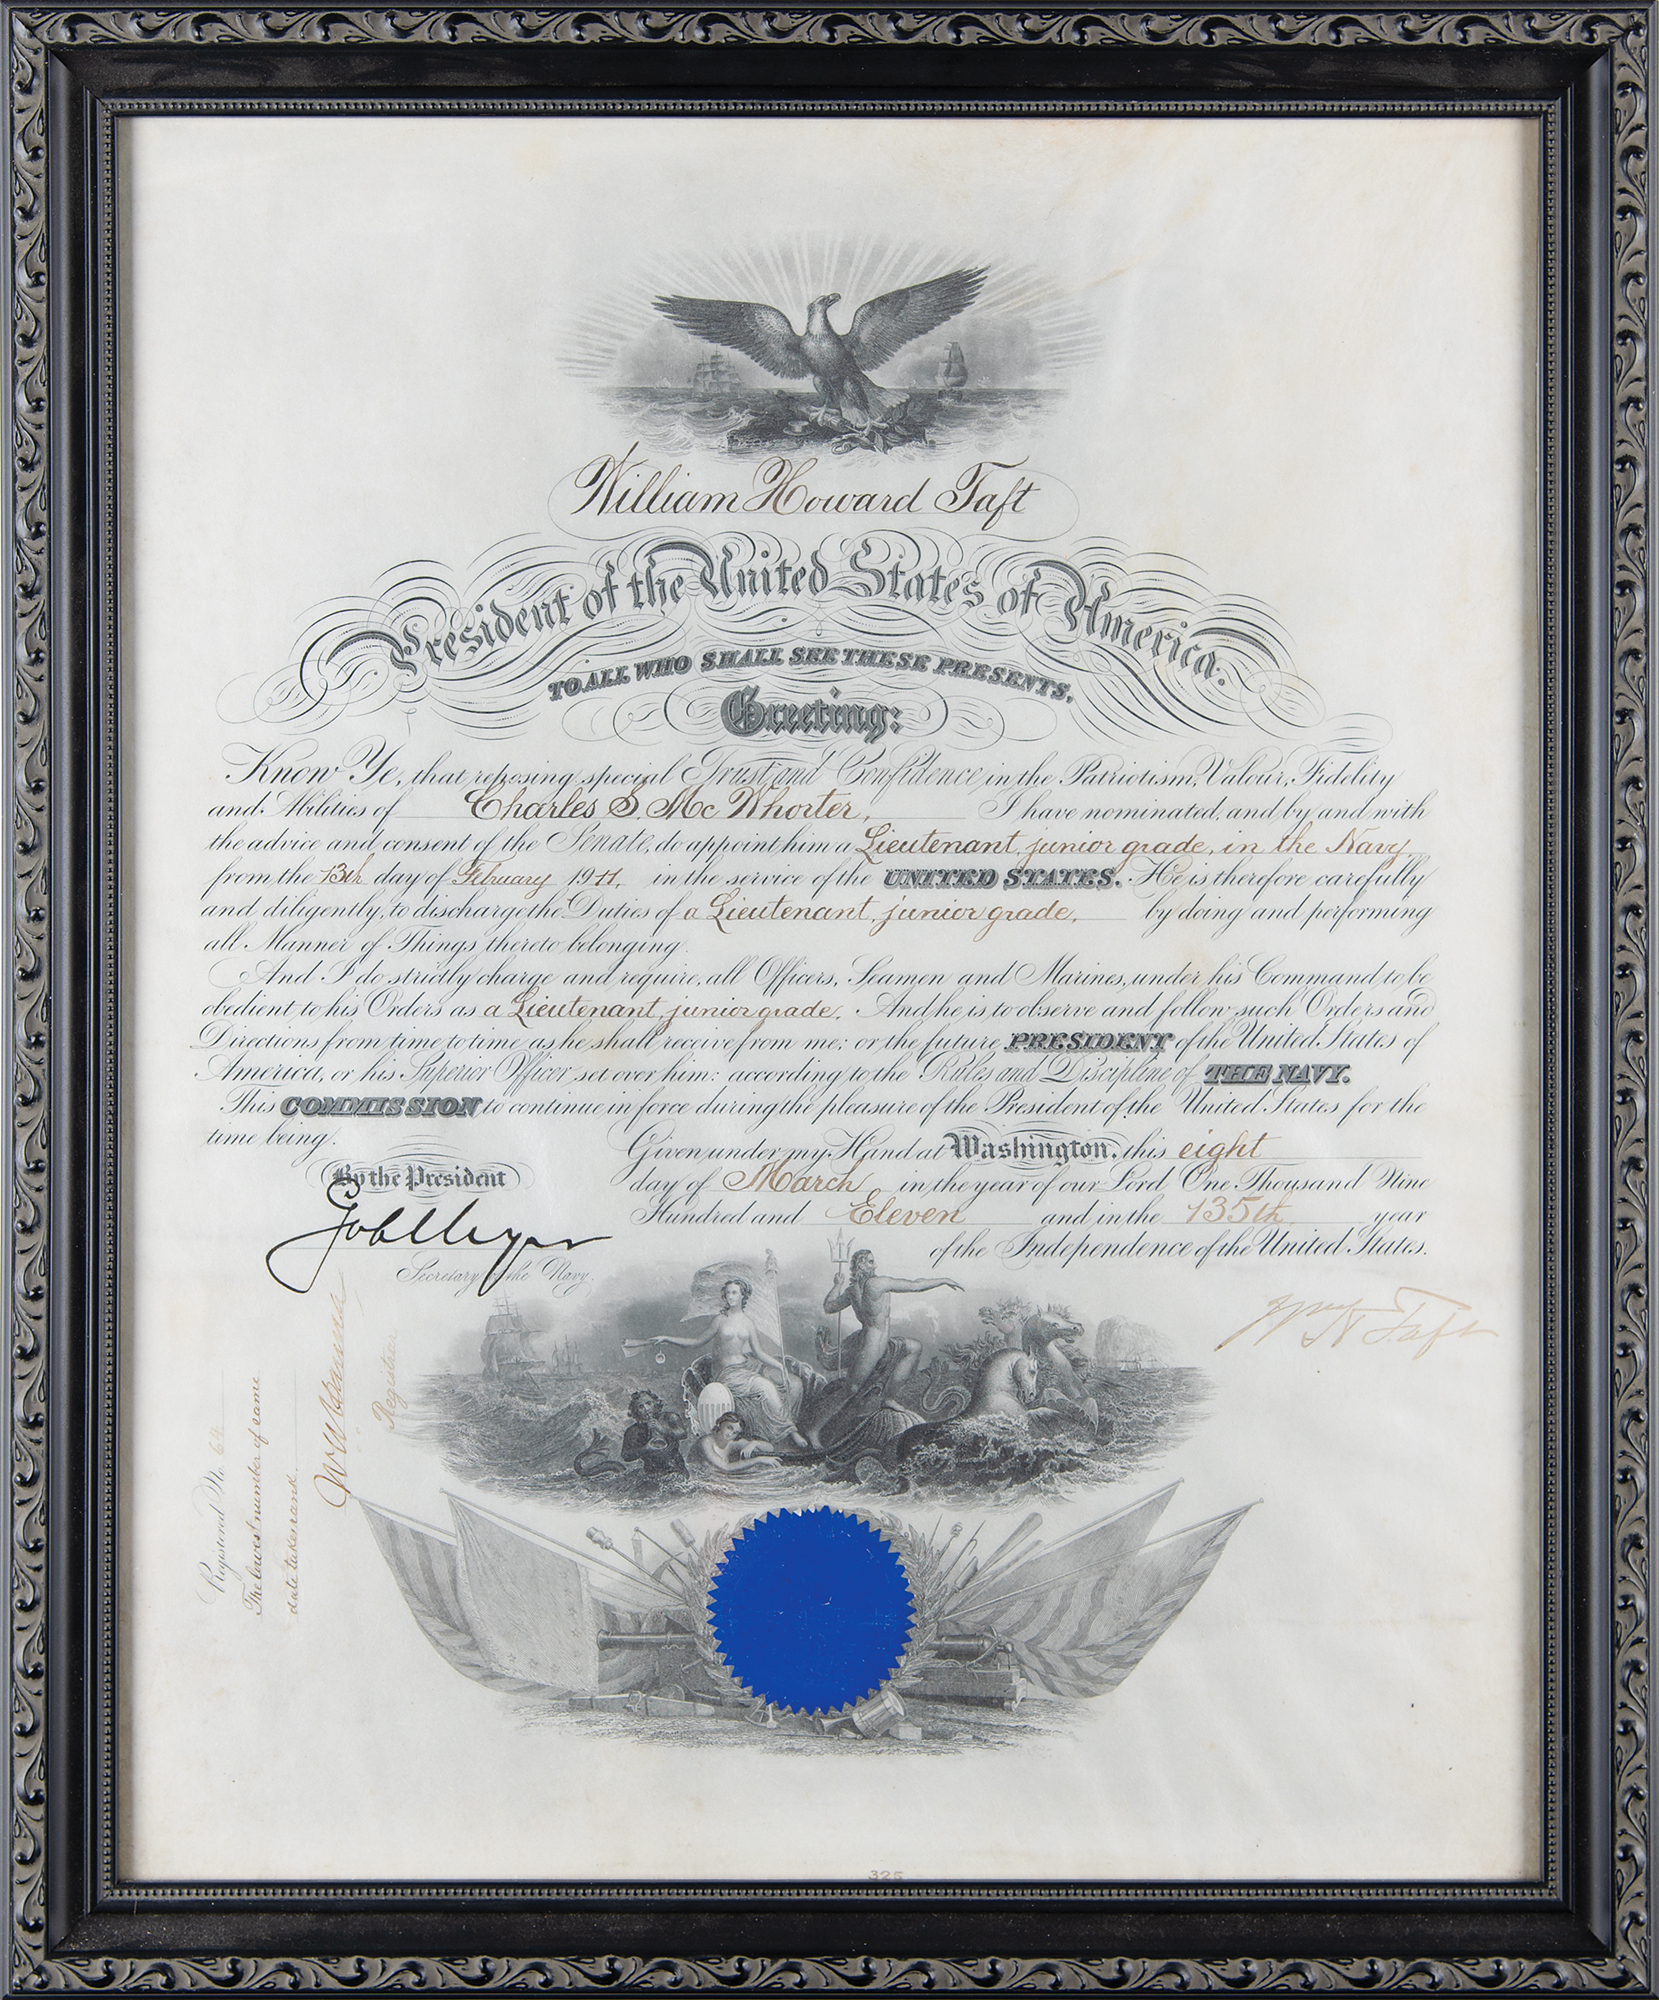 William Howard Taft
President of the United States of America.
TO ALL WHO SHALL SEE THESE PRESENTS,
Greeting:
Know Ye, that reposing special Trust and Confidence in the Patriotism, Valour, Fidelity
and Abilities of Charles S. McWhorter, I have nominated, and by and with
the advice and consent of the Senate, do appoint him a Lieutenant, junior grade, in the Navy
from the 13th day of February 1911, in the service of the UNITED STATES. He is therefore carefully
and diligently, to discharge the Duties of a Lieutenant, junior grade, by doing and performing
all Manner of Things thereto belonging.
And I do strictly charge and require, all Officers, Seamen and Marines, under his Command to be
obedient to his Orders as a Lieutenant, junior grade. And he is to observe and follow such Orders and
Directions from time to time as he shall receive from me; or the future PRESIDENT of the United States of
America, or his Superior Officer set over him: according to the Rules and Discipline of THE NAVY.
This COMMISSION to continue in force during the pleasure of the President of the United States for the
time being.
Given under my Hand at Washington, this eight
day of March in the year of our Lord One Thousand Nine
Hundred and Eleven and in the 135th year
of the Independence of the United States.
By the President
Secretary of the Navy.
Wm H Taft
Registered No. 64
The lowest number of same
date takes rank.
Registrar
325